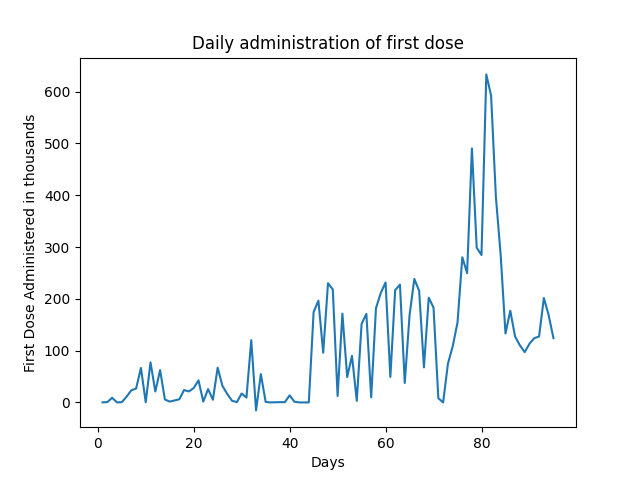 Daily administration of first dose
First Dose Administered in thousands
600
500
400
300
200
100
0
0 20 40 60 80
Days